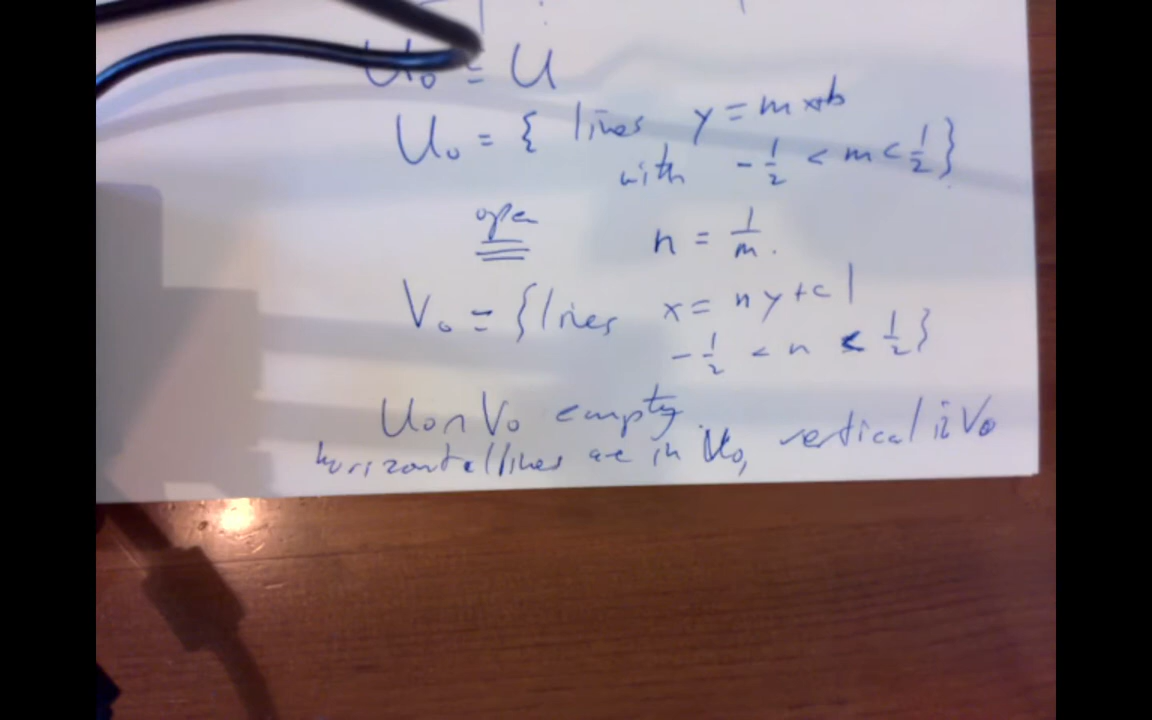 U₀ = U
U₀ = { lines y = mx+b
with -1/2 < m < 1/2 }
open n = 1/m.
V₀ = { lines x = ny+c |
-1/2 < n < 1/2 }
U₀ ∩ V₀ empty.
horizontal lines are in U₀, vertical in V₀